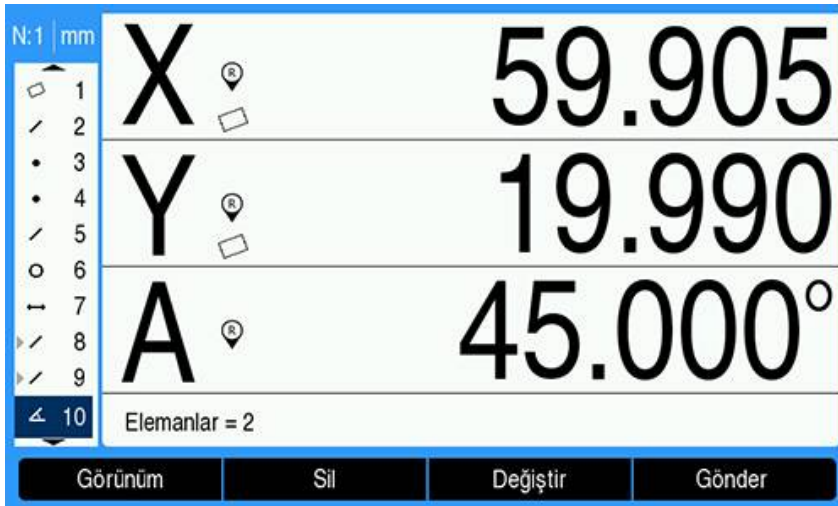 N:1 mm
1
2
3
4
5
6
7
8
9
10
X R 59.905
Y R 19.990
A R 45.000°
Elemanlar = 2
Görünüm Sil Değiştir Gönder